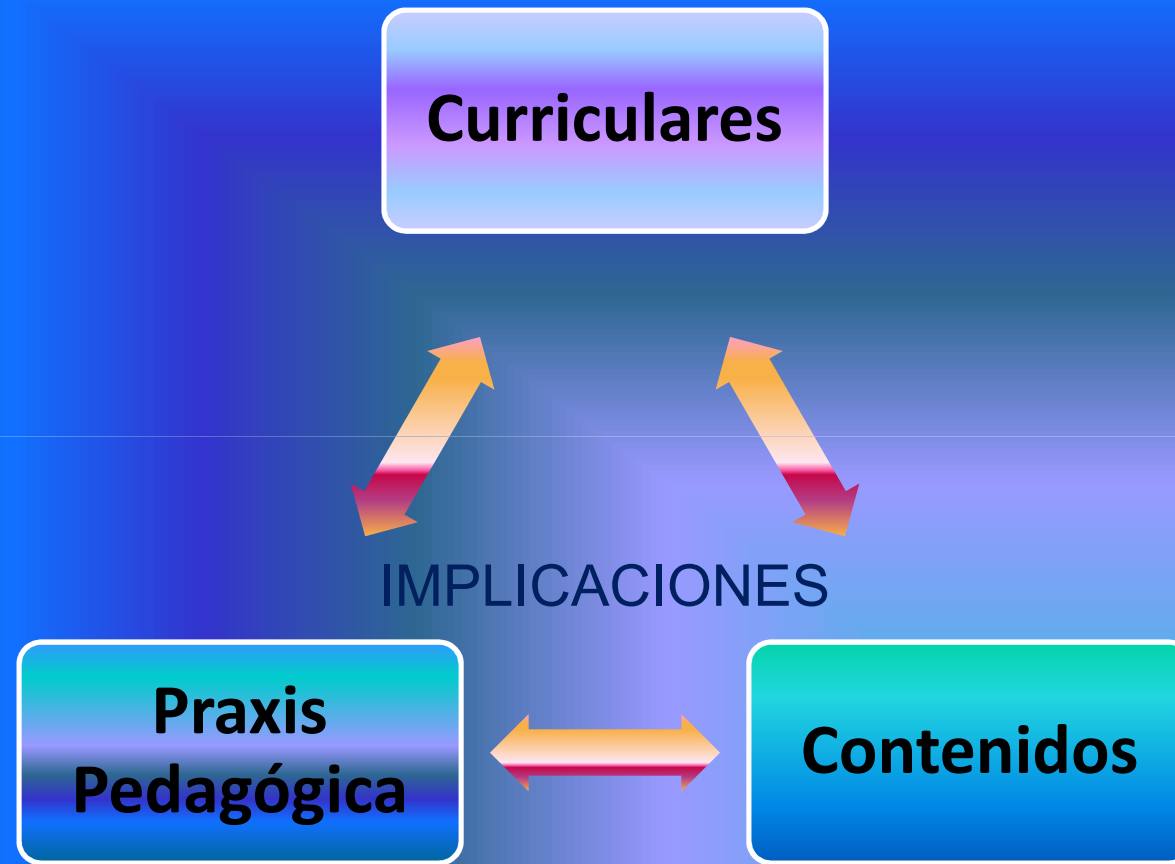 Curriculares
IMPLICACIONES
Praxis
Pedagógica
Contenidos